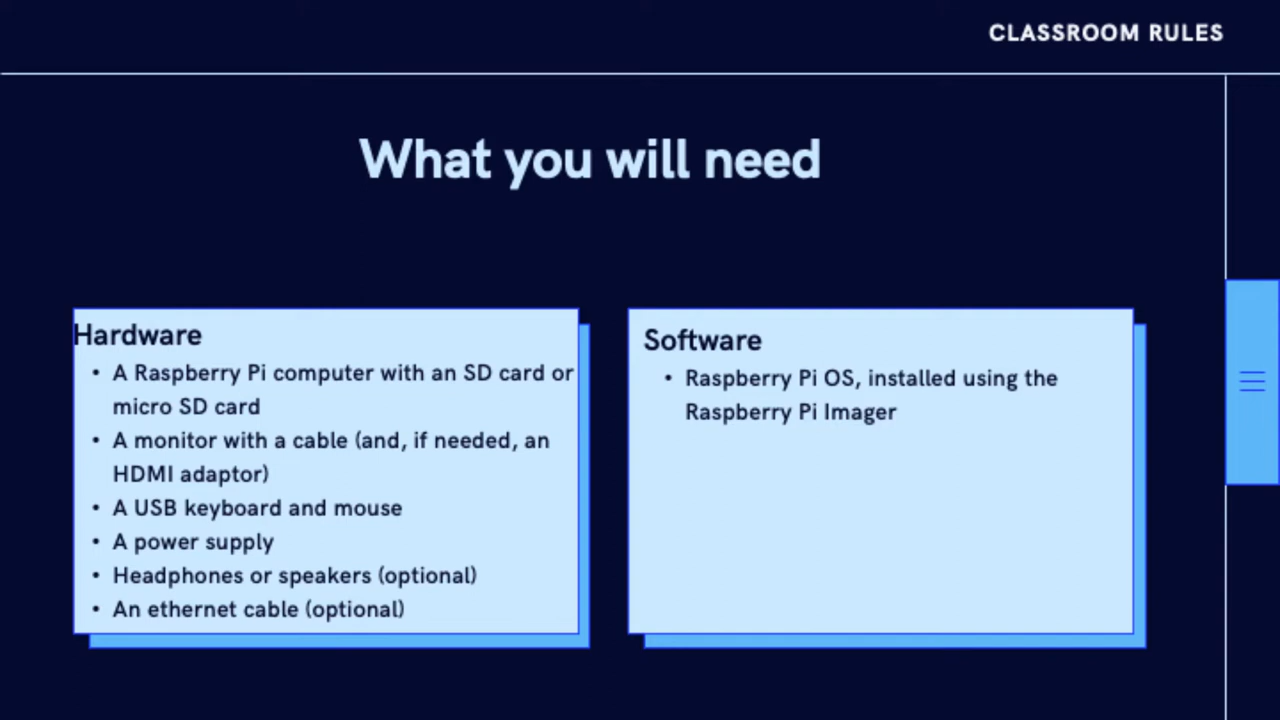 CLASSROOM RULES
What you will need
Hardware
• A Raspberry Pi computer with an SD card or
micro SD card
• A monitor with a cable (and, if needed, an
HDMI adaptor)
• A USB keyboard and mouse
• A power supply
• Headphones or speakers (optional)
• An ethernet cable (optional)
Software
• Raspberry Pi OS, installed using the
Raspberry Pi Imager